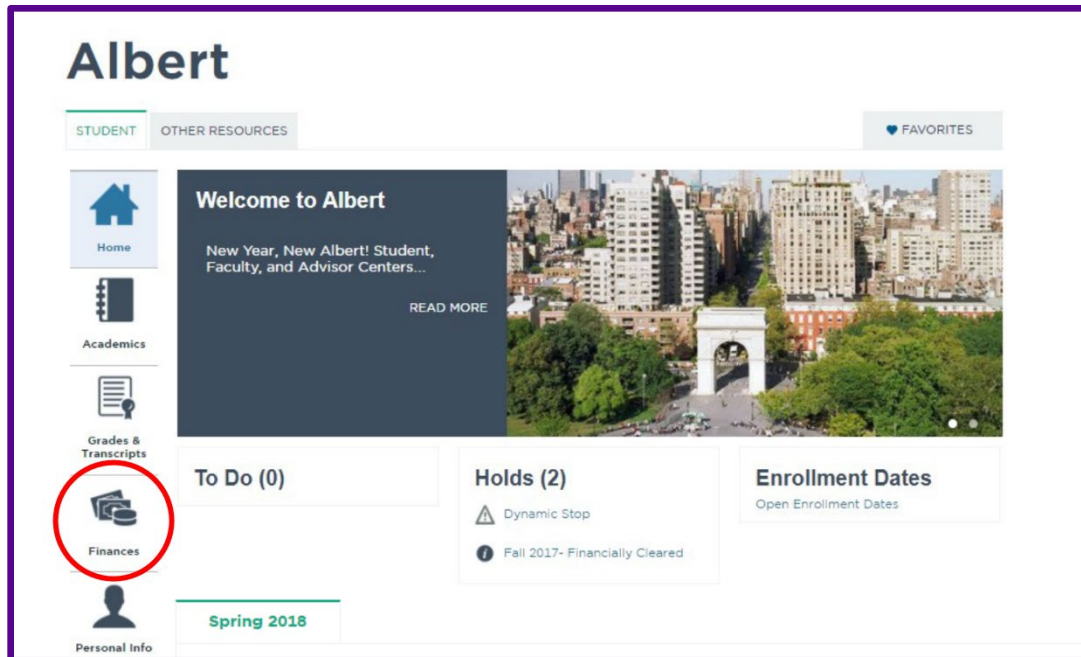 Albert
STUDENT
OTHER RESOURCES
FAVORITES
Home
Academics
Grades &
Transcripts
Finances
Personal Info
Welcome to Albert
New Year, New Albert! Student,
Faculty, and Advisor Centers...
READ MORE
To Do (0)
Holds (2)
Dynamic Stop
Fall 2017- Financially Cleared
Enrollment Dates
Open Enrollment Dates
Spring 2018